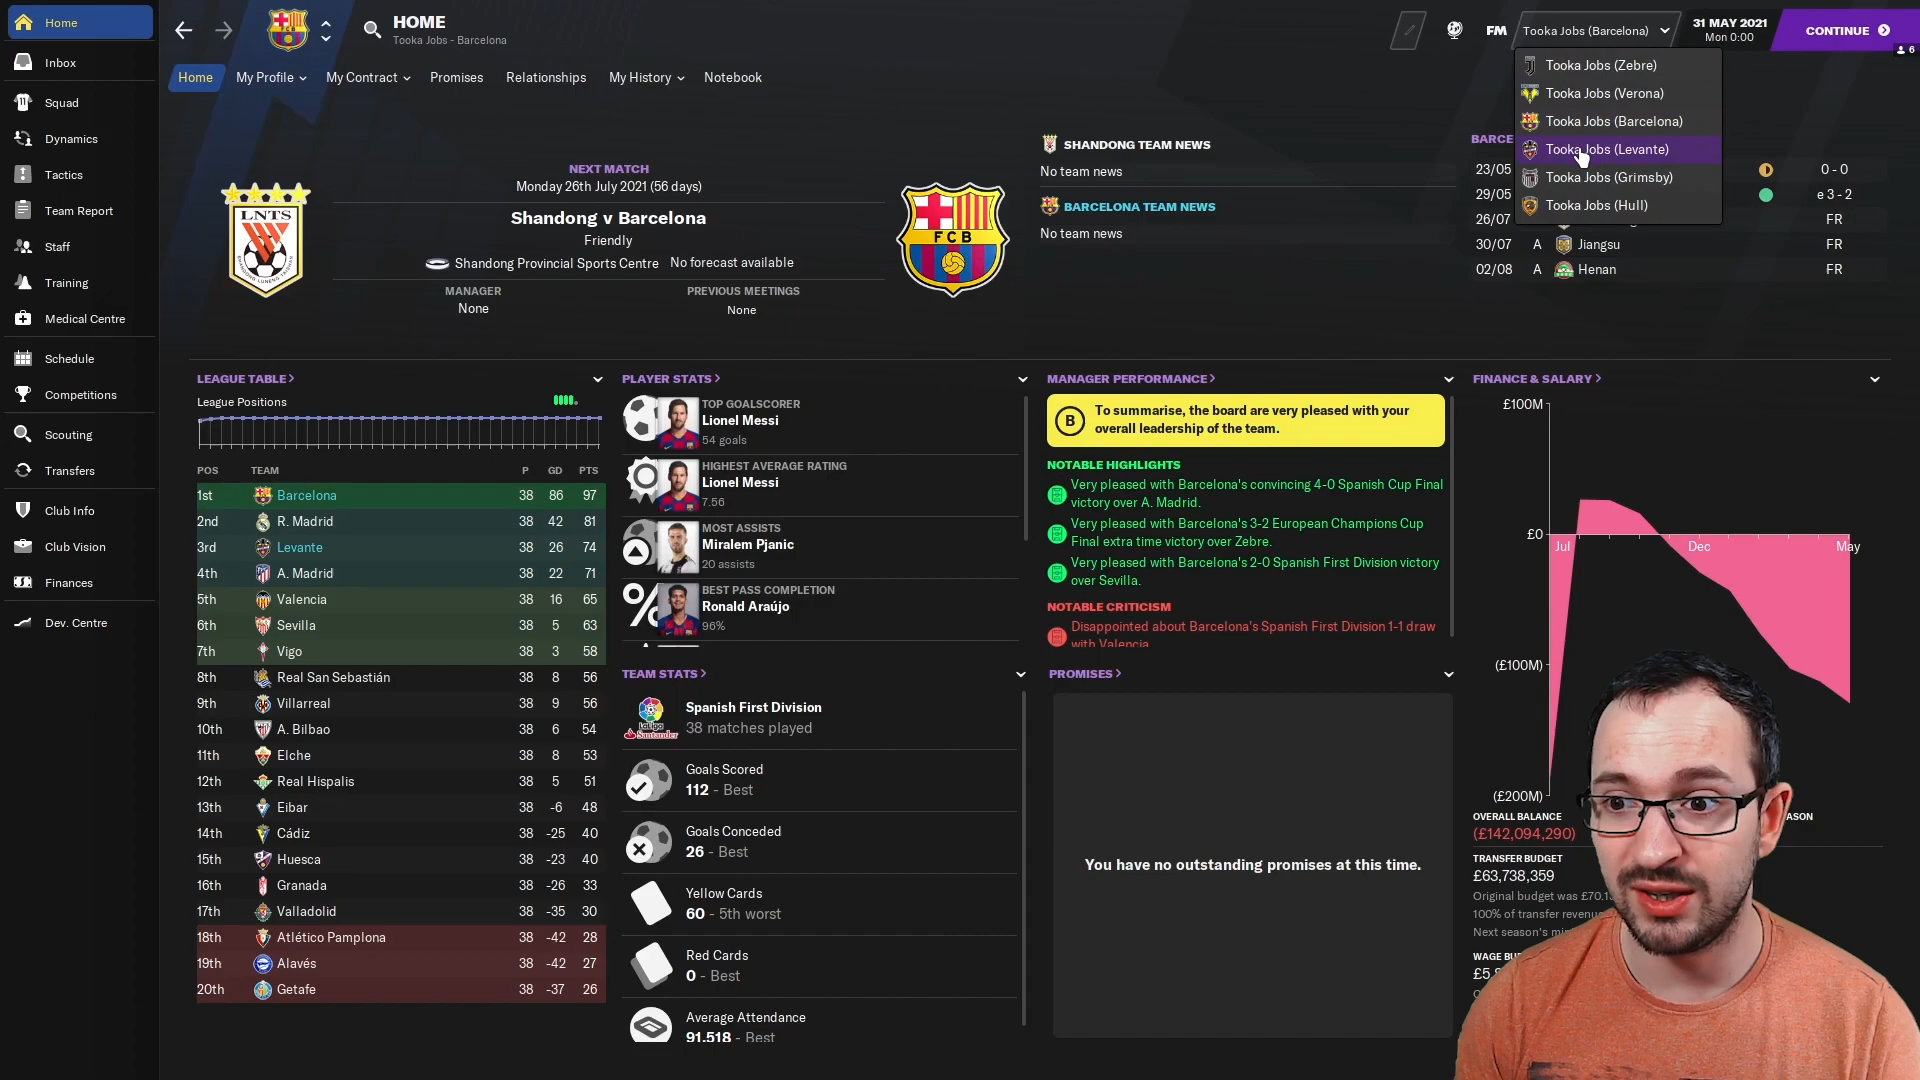 Home
Inbox
Squad
Dynamics
Tactics
Team Report
Staff
Training
Medical Centre
Schedule
Competitions
Scouting
Transfers
Club Info
Club Vision
Finances
Dev. Centre
FCB
HOME
Tooka Jobs - Barcelona
FM Tooka Jobs (Barcelona)
31 MAY 2021
Mon 0:00
CONTINUE
6
Home My Profile My Contract Promises Relationships My History Notebook
Tooka Jobs (Zebre)
Tooka Jobs (Verona)
Tooka Jobs (Barcelona)
Tooka Jobs (Levante)
Tooka Jobs (Grimsby)
Tooka Jobs (Hull)
LNTS
NEXT MATCH
Monday 26th July 2021 (56 days)
Shandong v Barcelona
Friendly
Shandong Provincial Sports Centre No forecast available
MANAGER
None
PREVIOUS MEETINGS
None
FCB
SHANDONG TEAM NEWS
No team news
BARCELONA TEAM NEWS
No team news
BARCE
23/05 0 - 0
29/05 e 3 - 2
26/07 FR
30/07 A Jiangsu FR
02/08 A Henan FR
LEAGUE TABLE
League Positions
POS TEAM P GD PTS
1st Barcelona 38 86 97
2nd R. Madrid 38 42 81
3rd Levante 38 26 74
4th A. Madrid 38 22 71
5th Valencia 38 16 65
6th Sevilla 38 5 63
7th Vigo 38 3 58
8th Real San Sebastián 38 8 56
9th Villarreal 38 9 56
10th A. Bilbao 38 6 54
11th Elche 38 8 53
12th Real Hispalis 38 5 51
13th Eibar 38 -6 48
14th Cádiz 38 -25 40
15th Huesca 38 -23 40
16th Granada 38 -26 33
17th Valladolid 38 -35 30
18th Atlético Pamplona 38 -42 28
19th Alavés 38 -42 27
20th Getafe 38 -37 26
PLAYER STATS
TOP GOALSCORER
Lionel Messi
54 goals
HIGHEST AVERAGE RATING
Lionel Messi
7.56
MOST ASSISTS
Miralem Pjanic
20 assists
BEST PASS COMPLETION
Ronald Araújo
96%
TEAM STATS
LaLiga
Santander
Spanish First Division
38 matches played
Goals Scored
112 - Best
Goals Conceded
26 - Best
Yellow Cards
60 - 5th worst
Red Cards
0 - Best
Average Attendance
91,518 - Best
MANAGER PERFORMANCE
B
To summarise, the board are very pleased with your
overall leadership of the team.
NOTABLE HIGHLIGHTS
Very pleased with Barcelona's convincing 4-0 Spanish Cup Final
victory over A. Madrid.
Very pleased with Barcelona's 3-2 European Champions Cup
Final extra time victory over Zebre.
Very pleased with Barcelona's 2-0 Spanish First Division victory
over Sevilla.
NOTABLE CRITICISM
Disappointed about Barcelona's Spanish First Division 1-1 draw
with Valencia
PROMISES
You have no outstanding promises at this time.
FINANCE & SALARY
£100M
£0
(£100M)
(£200M)
Jul Dec May
OVERALL BALANCE
(£142,094,290)
ASON
TRANSFER BUDGET
£63,738,359
Original budget was £70.1
100% of transfer revenue
Next season's
WAGE BU